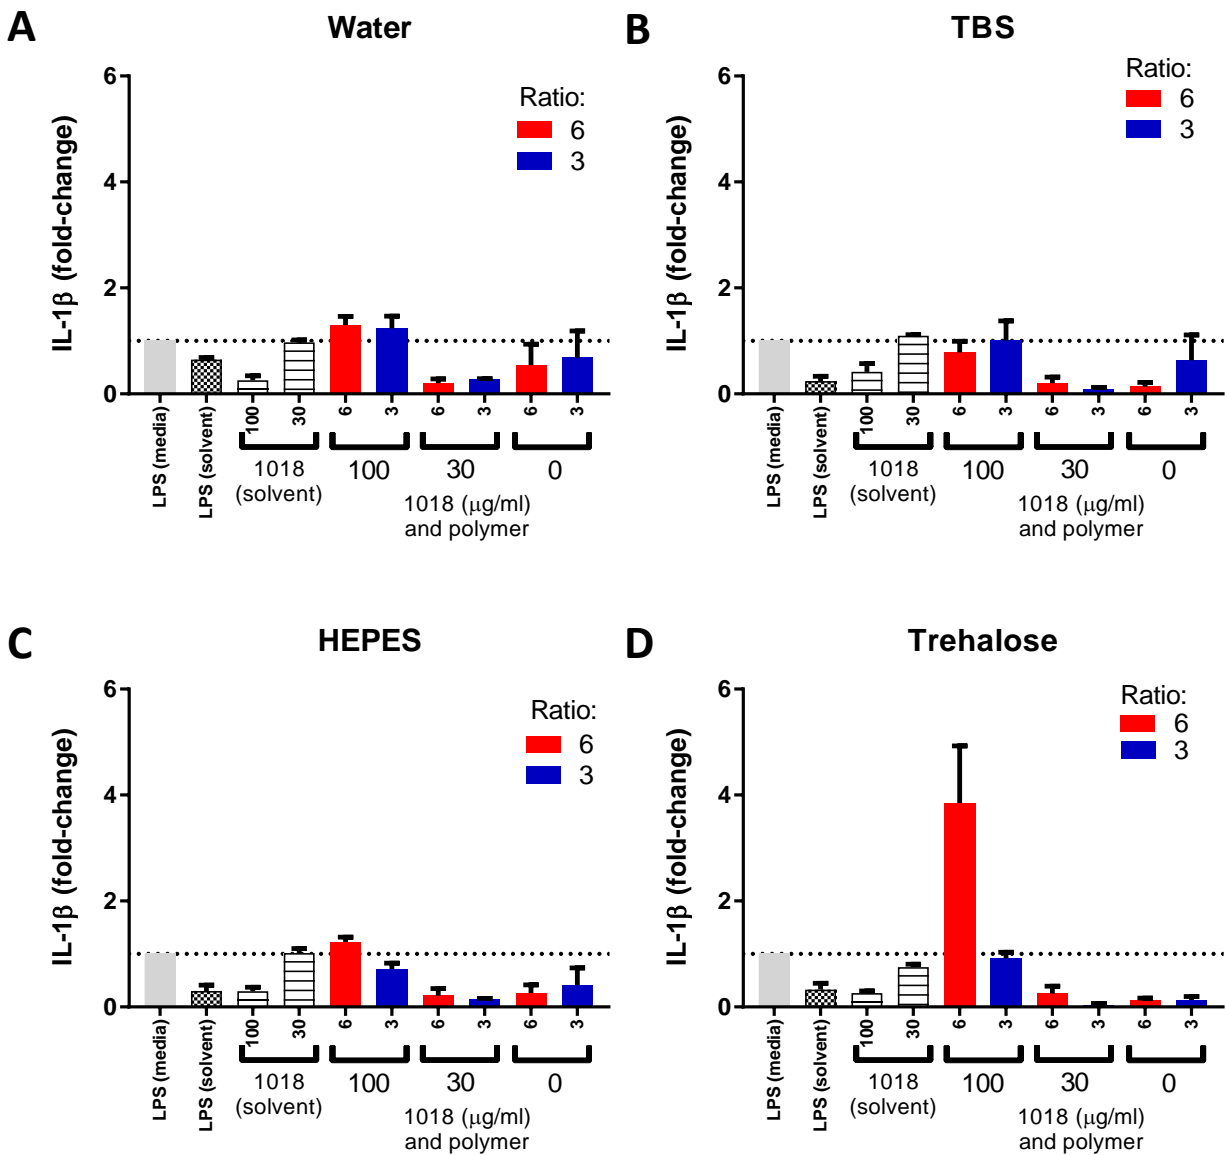 A
Water
IL-1β (fold-change)
6
4
2
0
Ratio:
6
3
LPS (media)
LPS (solvent)
100
30
6
3
6
3
6
3
1018
(solvent)
100
30
0
1018 (μg/ml)
and polymer
B
TBS
IL-1β (fold-change)
6
4
2
0
Ratio:
6
3
LPS (media)
LPS (solvent)
100
30
6
3
6
3
6
3
1018
(solvent)
100
30
0
1018 (μg/ml)
and polymer
C
HEPES
IL-1β (fold-change)
6
4
2
0
Ratio:
6
3
LPS (media)
LPS (solvent)
100
30
6
3
6
3
6
3
1018
(solvent)
100
30
0
1018 (μg/ml)
and polymer
D
Trehalose
IL-1β (fold-change)
6
4
2
0
Ratio:
6
3
LPS (media)
LPS (solvent)
100
30
6
3
6
3
6
3
1018
(solvent)
100
30
0
1018 (μg/ml)
and polymer